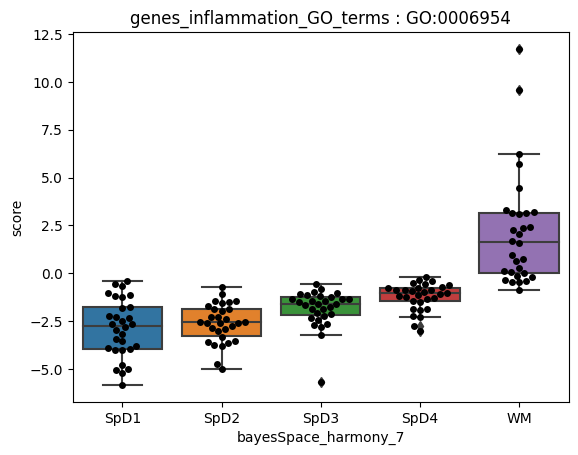 genes_inflammation_GO_terms : GO:0006954
12.5
10.0
7.5
5.0
2.5
0.0
−2.5
−5.0
score
SpD1 SpD2 SpD3 SpD4 WM
bayesSpace_harmony_7